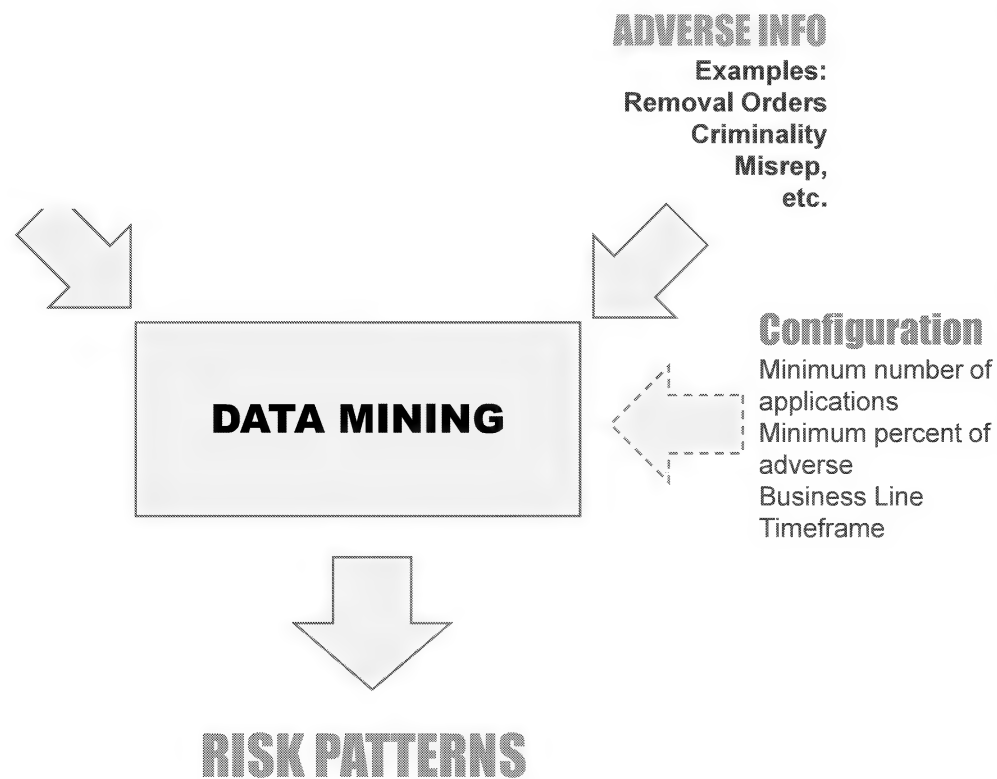 ADVERSE INFO
Examples:
Removal Orders
Criminality
Misrep,
etc.
DATA MINING
Configuration
Minimum number of
applications
Minimum percent of
adverse
Business Line
Timeframe
RISK PATTERNS